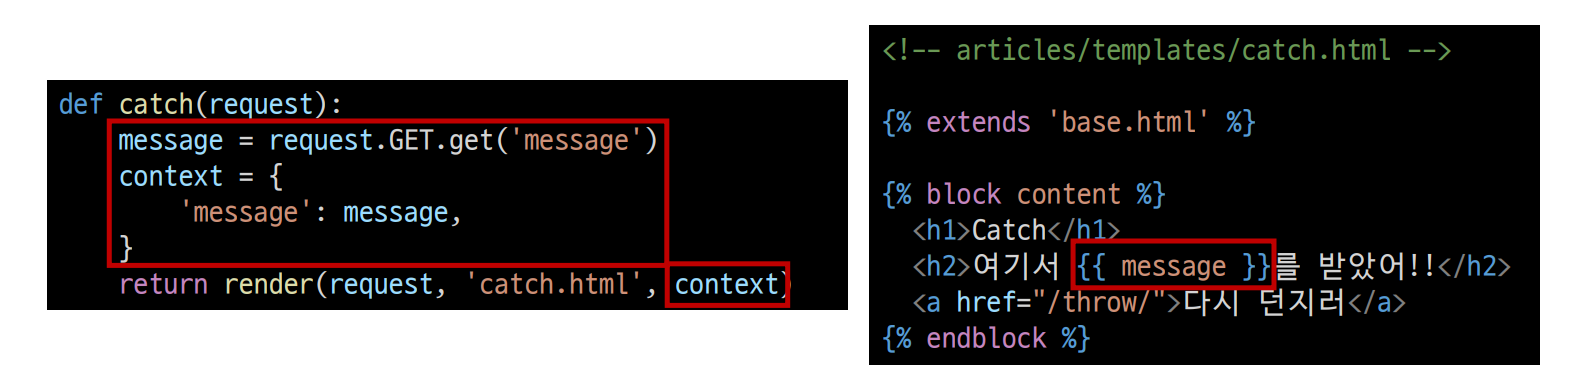 def catch(request):
    message = request.GET.get('message')
    context = {
        'message': message,
    }
    return render(request, 'catch.html', context)
<!-- articles/templates/catch.html -->
{% extends 'base.html' %}
{% block content %}
  <h1>Catch</h1>
  <h2>여기서 {{ message }}를 받았어!!</h2>
  <a href="/throw/">다시 던지러</a>
{% endblock %}